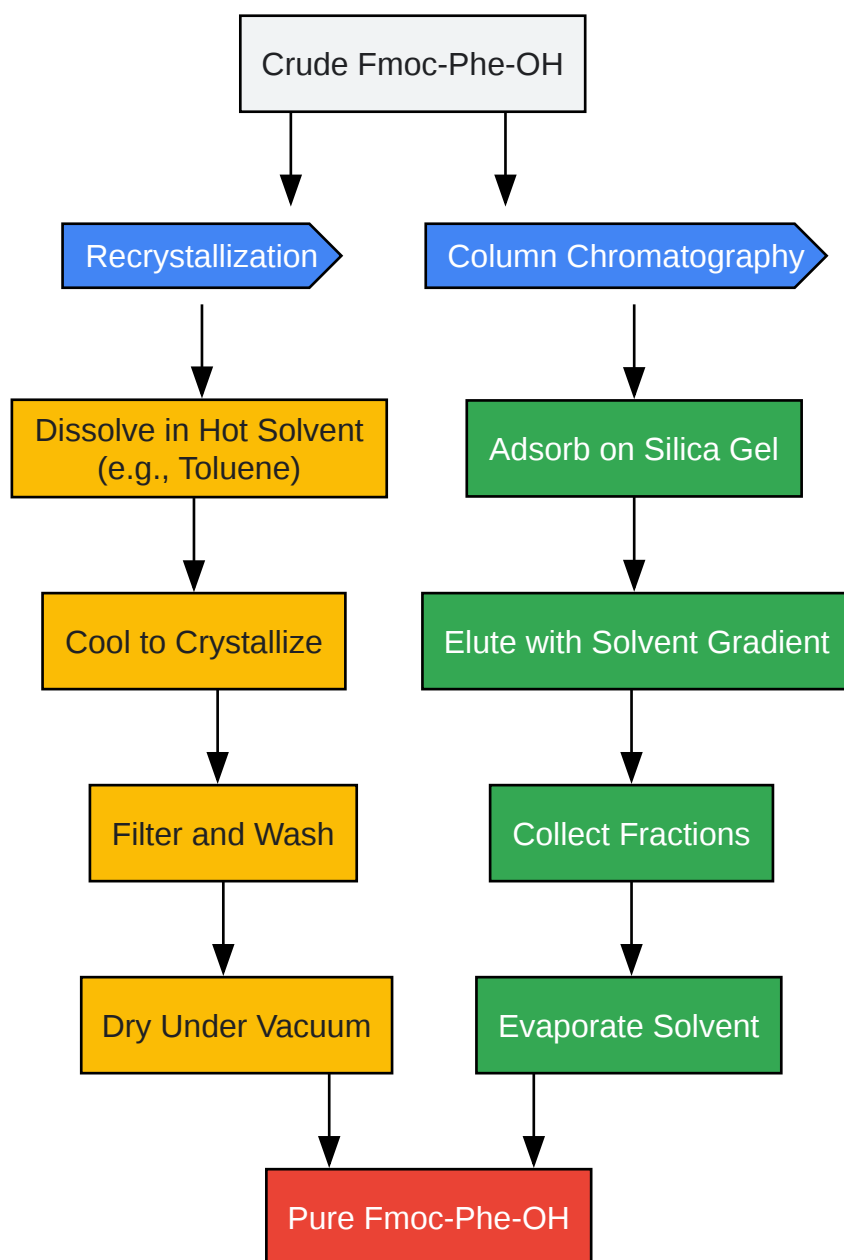 Crude Fmoc-Phe-OH
Recrystallization
Column Chromatography
Dissolve in Hot Solvent
(e.g., Toluene)
Adsorb on Silica Gel
Cool to Crystallize
Elute with Solvent Gradient
Filter and Wash
Collect Fractions
Dry Under Vacuum
Evaporate Solvent
Pure Fmoc-Phe-OH